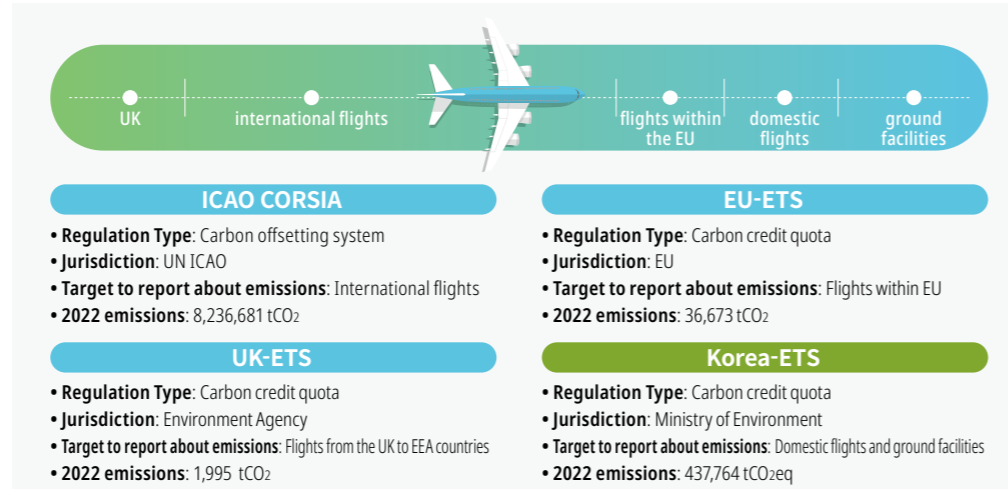 UK
international flights
flights within
the EU
domestic
flights
ground
facilities
ICAO CORSIA
• Regulation Type: Carbon offsetting system
• Jurisdiction: UN ICAO
• Target to report about emissions: International flights
• 2022 emissions: 8,236,681 tCO2
EU-ETS
• Regulation Type: Carbon credit quota
• Jurisdiction: EU
• Target to report about emissions: Flights within EU
• 2022 emissions: 36,673 tCO2
UK-ETS
• Regulation Type: Carbon credit quota
• Jurisdiction: Environment Agency
• Target to report about emissions: Flights from the UK to EEA countries
• 2022 emissions: 1,995 tCO2
Korea-ETS
• Regulation Type: Carbon credit quota
• Jurisdiction: Ministry of Environment
• Target to report about emissions: Domestic flights and ground facilities
• 2022 emissions: 437,764 tCO2eq